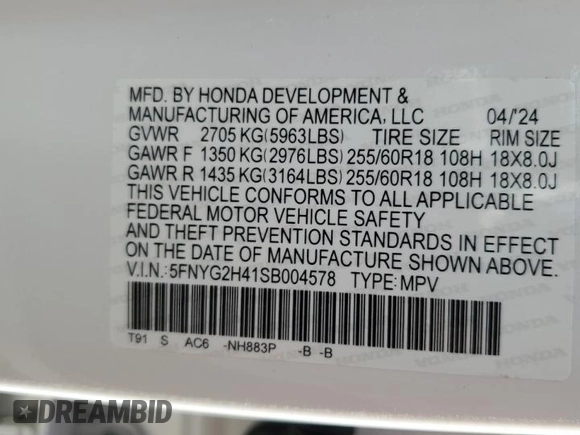 MFD. BY HONDA DEVELOPMENT &
MANUFACTURING OF AMERICA, LLC 04/'24
GVWR 2705 KG(5963LBS) TIRE SIZE RIM SIZE
GAWR F 1350 KG(2976LBS) 255/60R18 108H 18X8.0J
GAWR R 1435 KG(3164LBS) 255/60R18 108H 18X8.0J
THIS VEHICLE CONFORMS TO ALL APPLICABLE
FEDERAL MOTOR VEHICLE SAFETY
AND THEFT PREVENTION STANDARDS IN EFFECT
ON THE DATE OF MANUFACTURE SHOWN ABOVE.
V.I.N.:5FNYG2H41SB004578 TYPE:MPV
T91 S AC6 -NH883P -B -B
DREAMBID